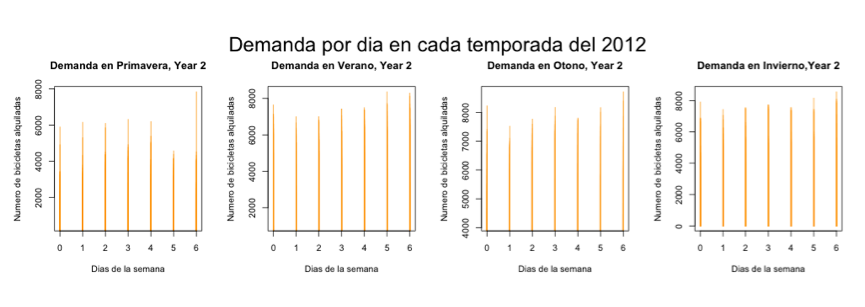 Demanda por dia en cada temporada del 2012
Demanda en Primavera, Year 2
Numero de bicicletas alquiladas
2000 4000 6000 8000
0 1 2 3 4 5 6
Dias de la semana
Demanda en Verano, Year 2
Numero de bicicletas alquiladas
2000 4000 6000 8000
0 1 2 3 4 5 6
Dias de la semana
Demanda en Otono, Year 2
Numero de bicicletas alquiladas
4000 5000 6000 7000 8000
0 1 2 3 4 5 6
Dias de la semana
Demanda en Invierno,Year 2
Numero de bicicletas alquiladas
0 2000 4000 6000 8000
0 1 2 3 4 5 6
Dias de la semana